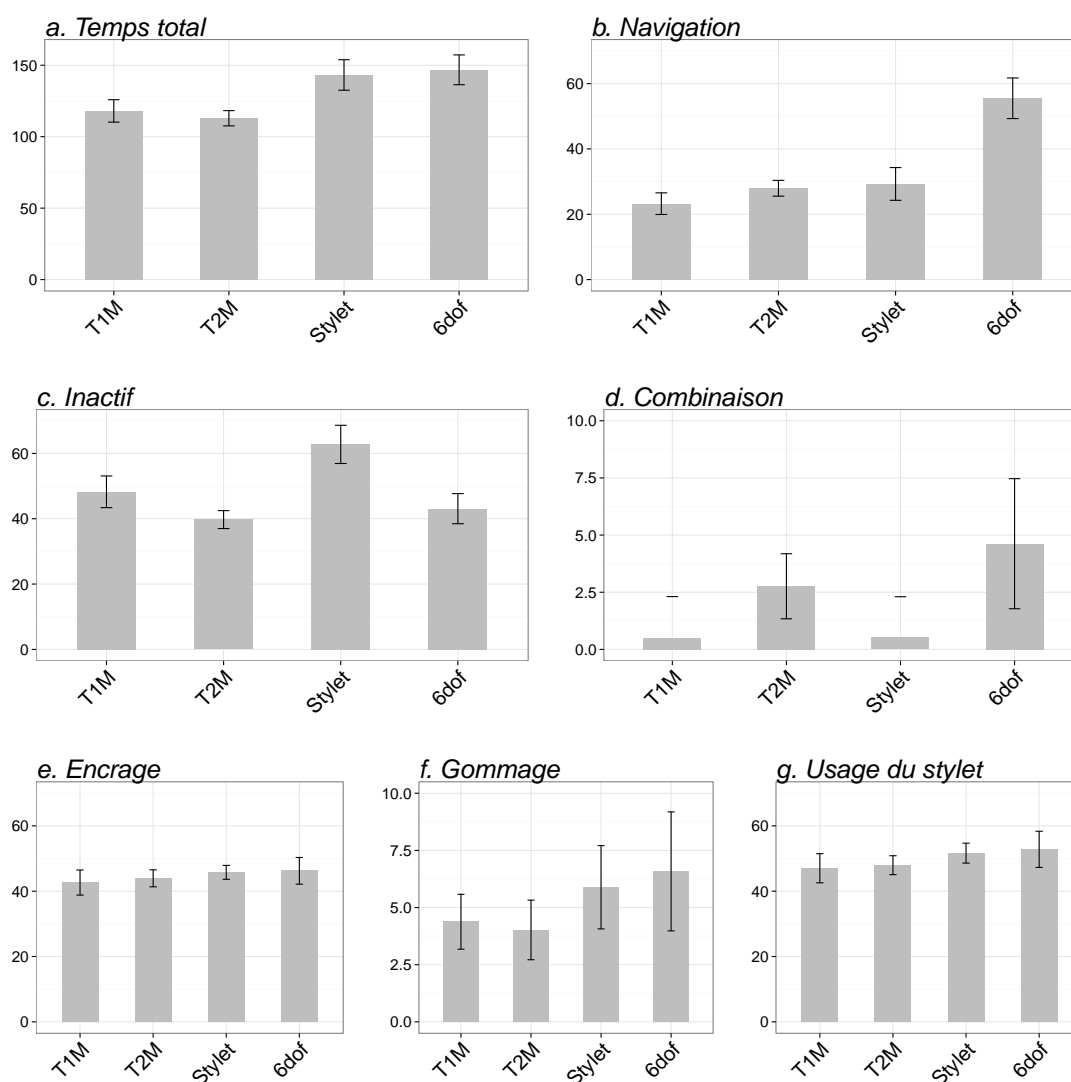 a. Temps total
150
100
50
0
T1M T2M Stylet 6dof
b. Navigation
60
40
20
0
T1M T2M Stylet 6dof
c. Inactif
60
40
20
0
T1M T2M Stylet 6dof
d. Combinaison
10.0
7.5
5.0
2.5
0.0
T1M T2M Stylet 6dof
e. Encrage
60
40
20
0
T1M T2M Stylet 6dof
f. Gommage
10.0
7.5
5.0
2.5
0.0
T1M T2M Stylet 6dof
g. Usage du stylet
60
40
20
0
T1M T2M Stylet 6dof